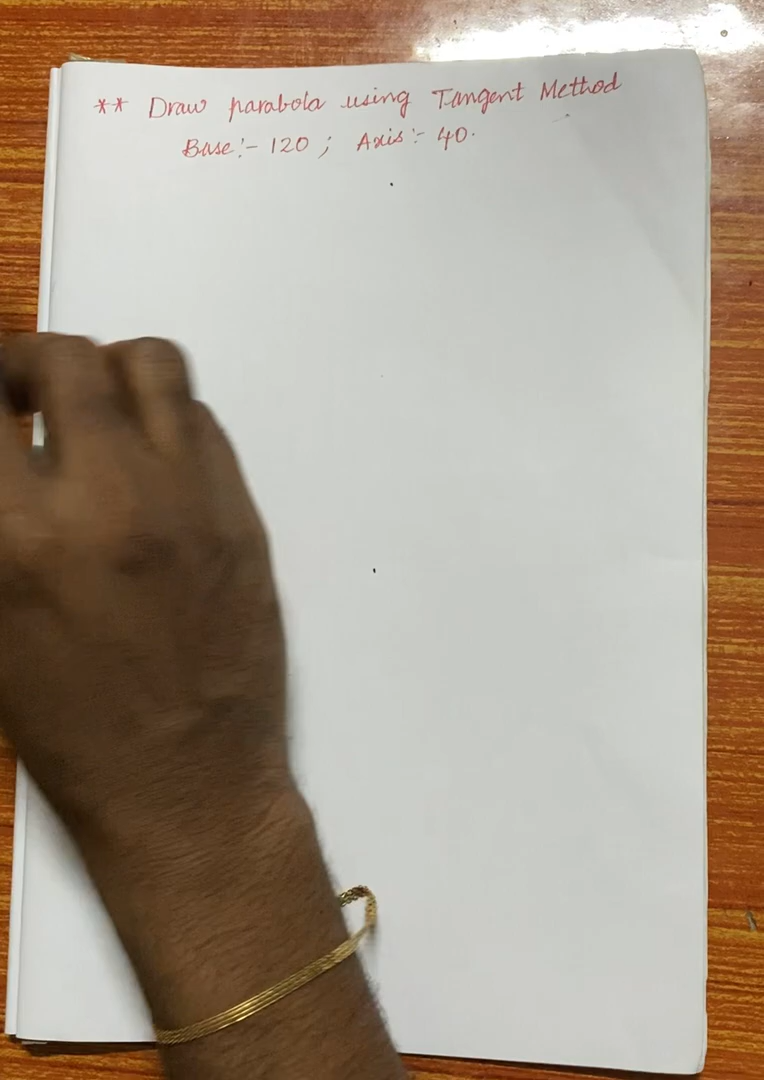 ** Draw parabola using Tangent Method
Base:- 120 ; Axis:- 40.